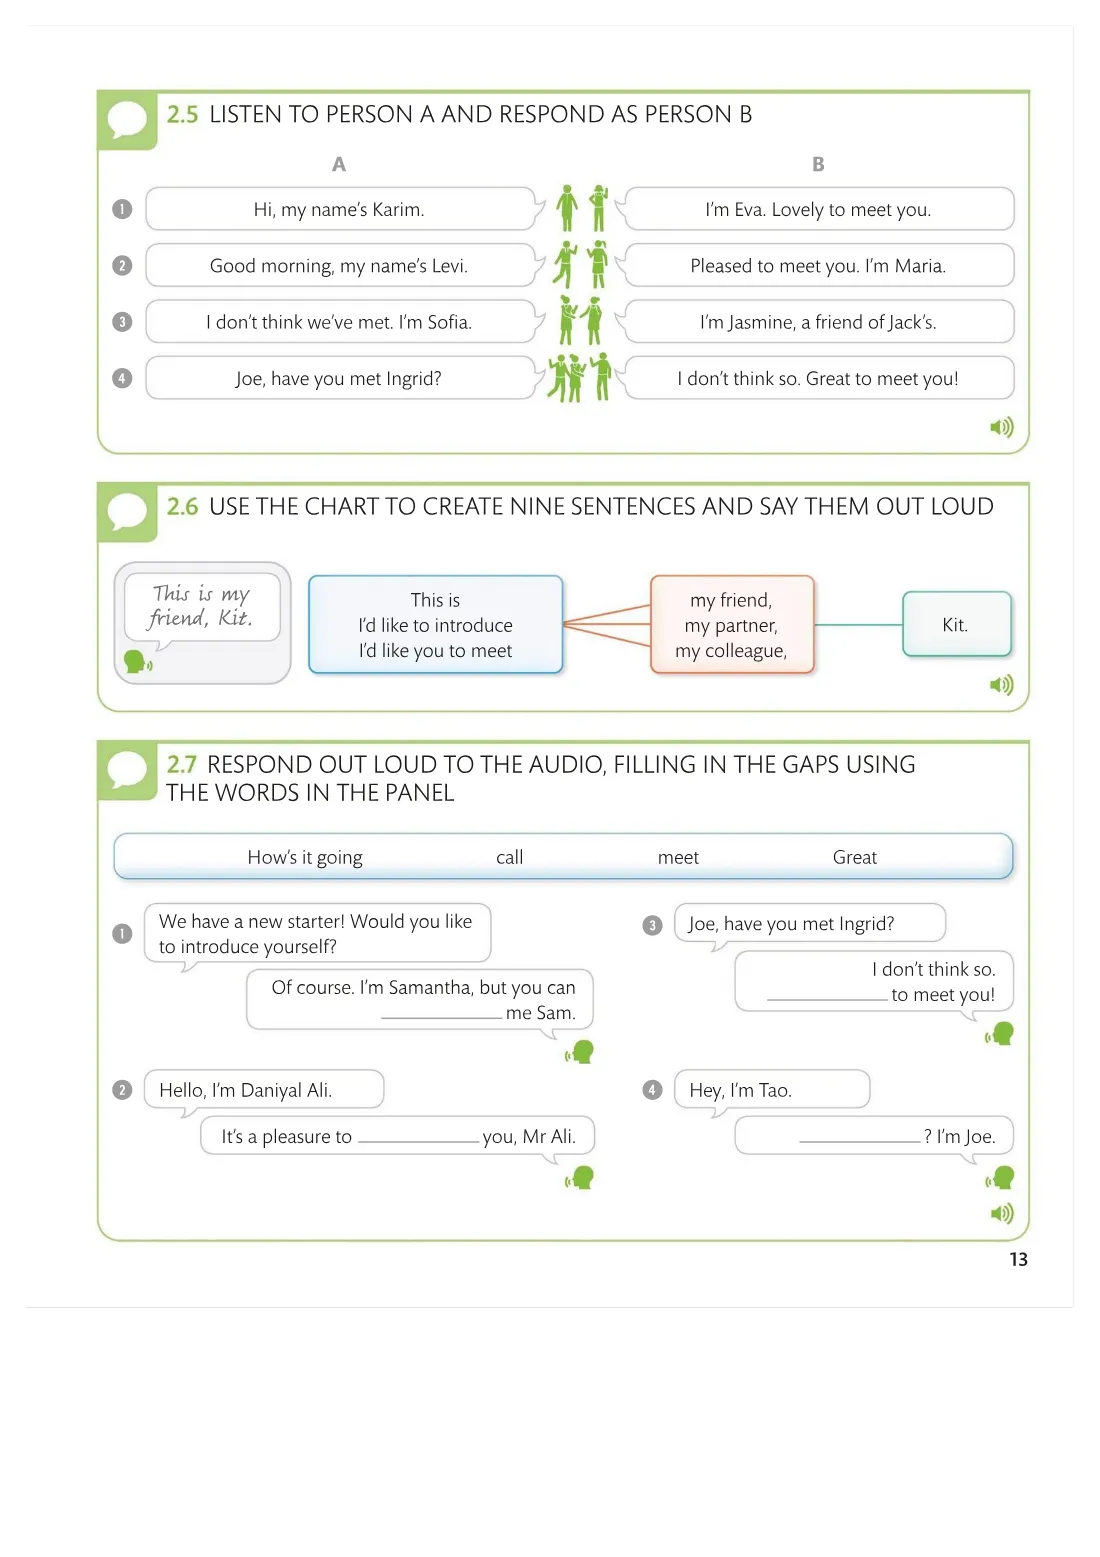 2.5 LISTEN TO PERSON A AND RESPOND AS PERSON B
A
B
1
Hi, my name's Karim.
I'm Eva. Lovely to meet you.
2
Good morning, my name's Levi.
Pleased to meet you. I'm Maria.
3
I don't think we've met. I'm Sofia.
I'm Jasmine, a friend of Jack's.
4
Joe, have you met Ingrid?
I don't think so. Great to meet you!
2.6 USE THE CHART TO CREATE NINE SENTENCES AND SAY THEM OUT LOUD
This is my
friend, Kit.
This is
I'd like to introduce
I'd like you to meet
my friend,
my partner,
my colleague,
Kit.
2.7 RESPOND OUT LOUD TO THE AUDIO, FILLING IN THE GAPS USING
THE WORDS IN THE PANEL
How's it going
call
meet
Great
1
We have a new starter! Would you like
to introduce yourself?
Of course. I'm Samantha, but you can
____________ me Sam.
2
Hello, I'm Daniyal Ali.
It's a pleasure to ____________ you, Mr Ali.
3
Joe, have you met Ingrid?
I don't think so.
____________ to meet you!
4
Hey, I'm Tao.
____________ ? I'm Joe.
13